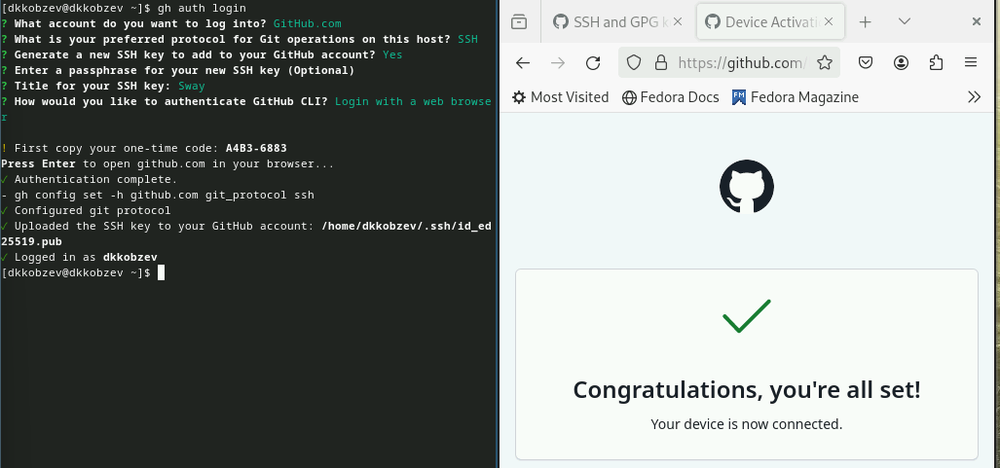 [dkkobzev@dkkobzev ~]$ gh auth login
? What account do you want to log into? GitHub.com
? What is your preferred protocol for Git operations on this host? SSH
? Generate a new SSH key to add to your GitHub account? Yes
? Enter a passphrase for your new SSH key (Optional)
? Title for your SSH key: Sway
? How would you like to authenticate GitHub CLI? Login with a web browse
r
! First copy your one-time code: A4B3-6883
Press Enter to open github.com in your browser...
✓ Authentication complete.
- gh config set -h github.com git_protocol ssh
✓ Configured git protocol
✓ Uploaded the SSH key to your GitHub account: /home/dkkobzev/.ssh/id_ed
25519.pub
✓ Logged in as dkkobzev
[dkkobzev@dkkobzev ~]$
SSH and GPG k
Device Activati
https://github.com/
Most Visited
Fedora Docs
FM
Fedora Magazine
Congratulations, you're all set!
Your device is now connected.